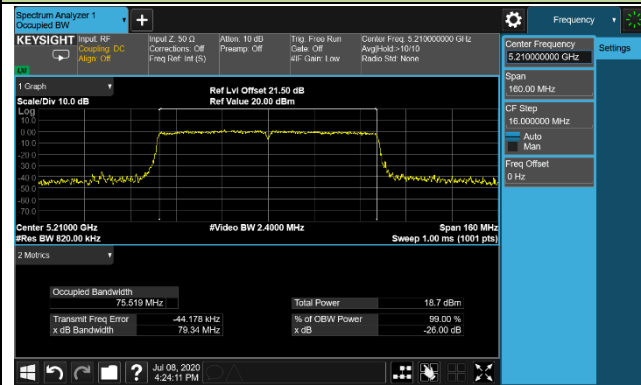 Spectrum Analyzer 1
Occupied BW
KEYSIGHT
Input: RF
Coupling: DC
Align: Off
Input Z: 50 Ω
Corrections: Off
Freq Ref: Int (S)
Atten: 10 dB
Preamp: Off
Trig: Free Run
Gate: Off
#IF Gain: Low
Center Freq: 5.210000000 GHz
Avg|Hold:>10/10
Radio Std: None
1 Graph
Scale/Div 10.0 dB
Ref Lvl Offset 21.50 dB
Ref Value 20.00 dBm
Log
10.0
0.00
-10.0
-20.0
-30.0
-40.0
-50.0
-60.0
-70.0
Center 5.21000 GHz
#Res BW 820.00 kHz
#Video BW 2.4000 MHz
Span 160 MHz
Sweep 1.00 ms (1001 pts)
2 Metrics
Occupied Bandwidth
75.519 MHz
Total Power 18.7 dBm
Transmit Freq Error -44.178 kHz
% of OBW Power 99.00 %
x dB Bandwidth 79.34 MHz
x dB -26.00 dB
Jul 08, 2020
4:24:11 PM
Frequency
Settings
Center Frequency
5.210000000 GHz
Span
160.00 MHz
CF Step
16.000000 MHz
Auto
Man
Freq Offset
0 Hz